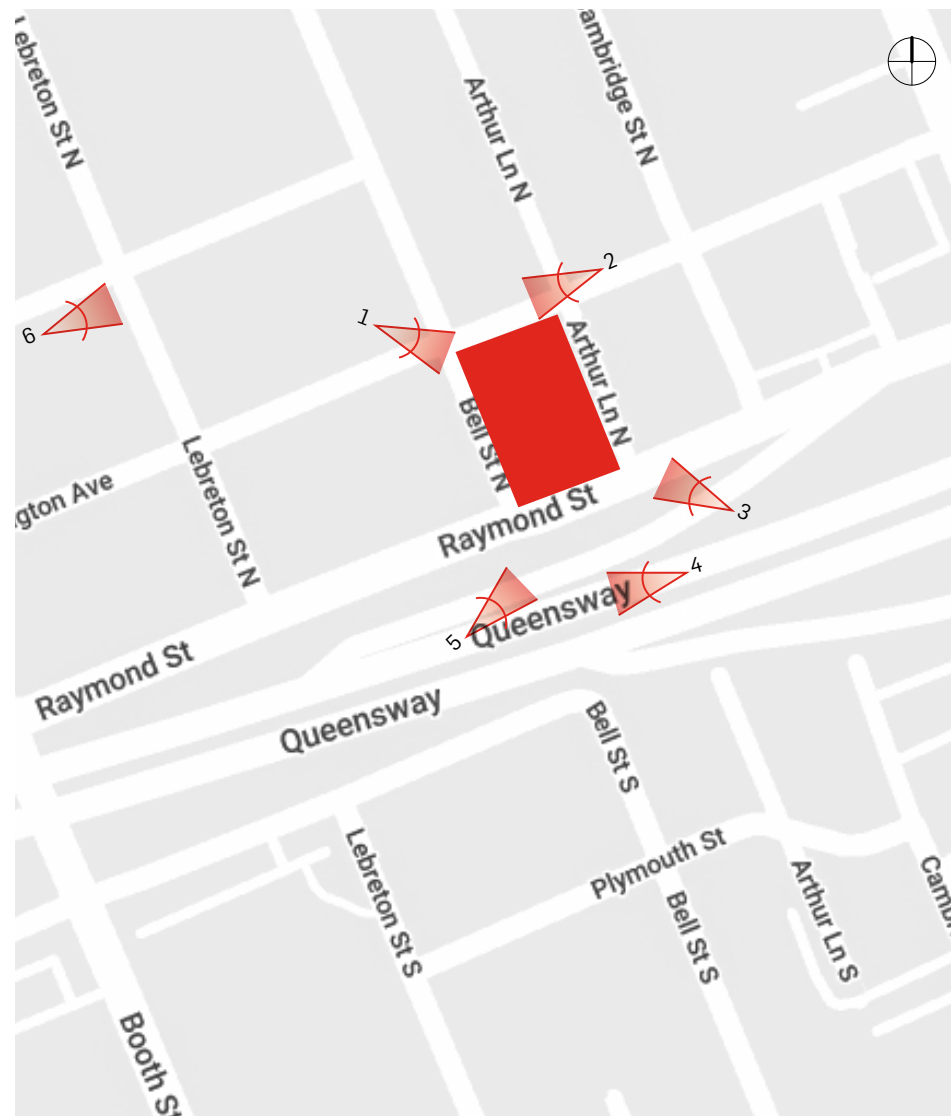 Lebreton St N
Arthur Ln N
ambridge St N
2
1
6
Arthur Ln N
Bell St N
Lebreton St N
gton Ave
Raymond St
3
4
Queensway
5
Raymond St
Queensway
Bell St S
Plymouth St
Lebreton St S
Arthur Ln S
Camb
Bell St S
Booth St